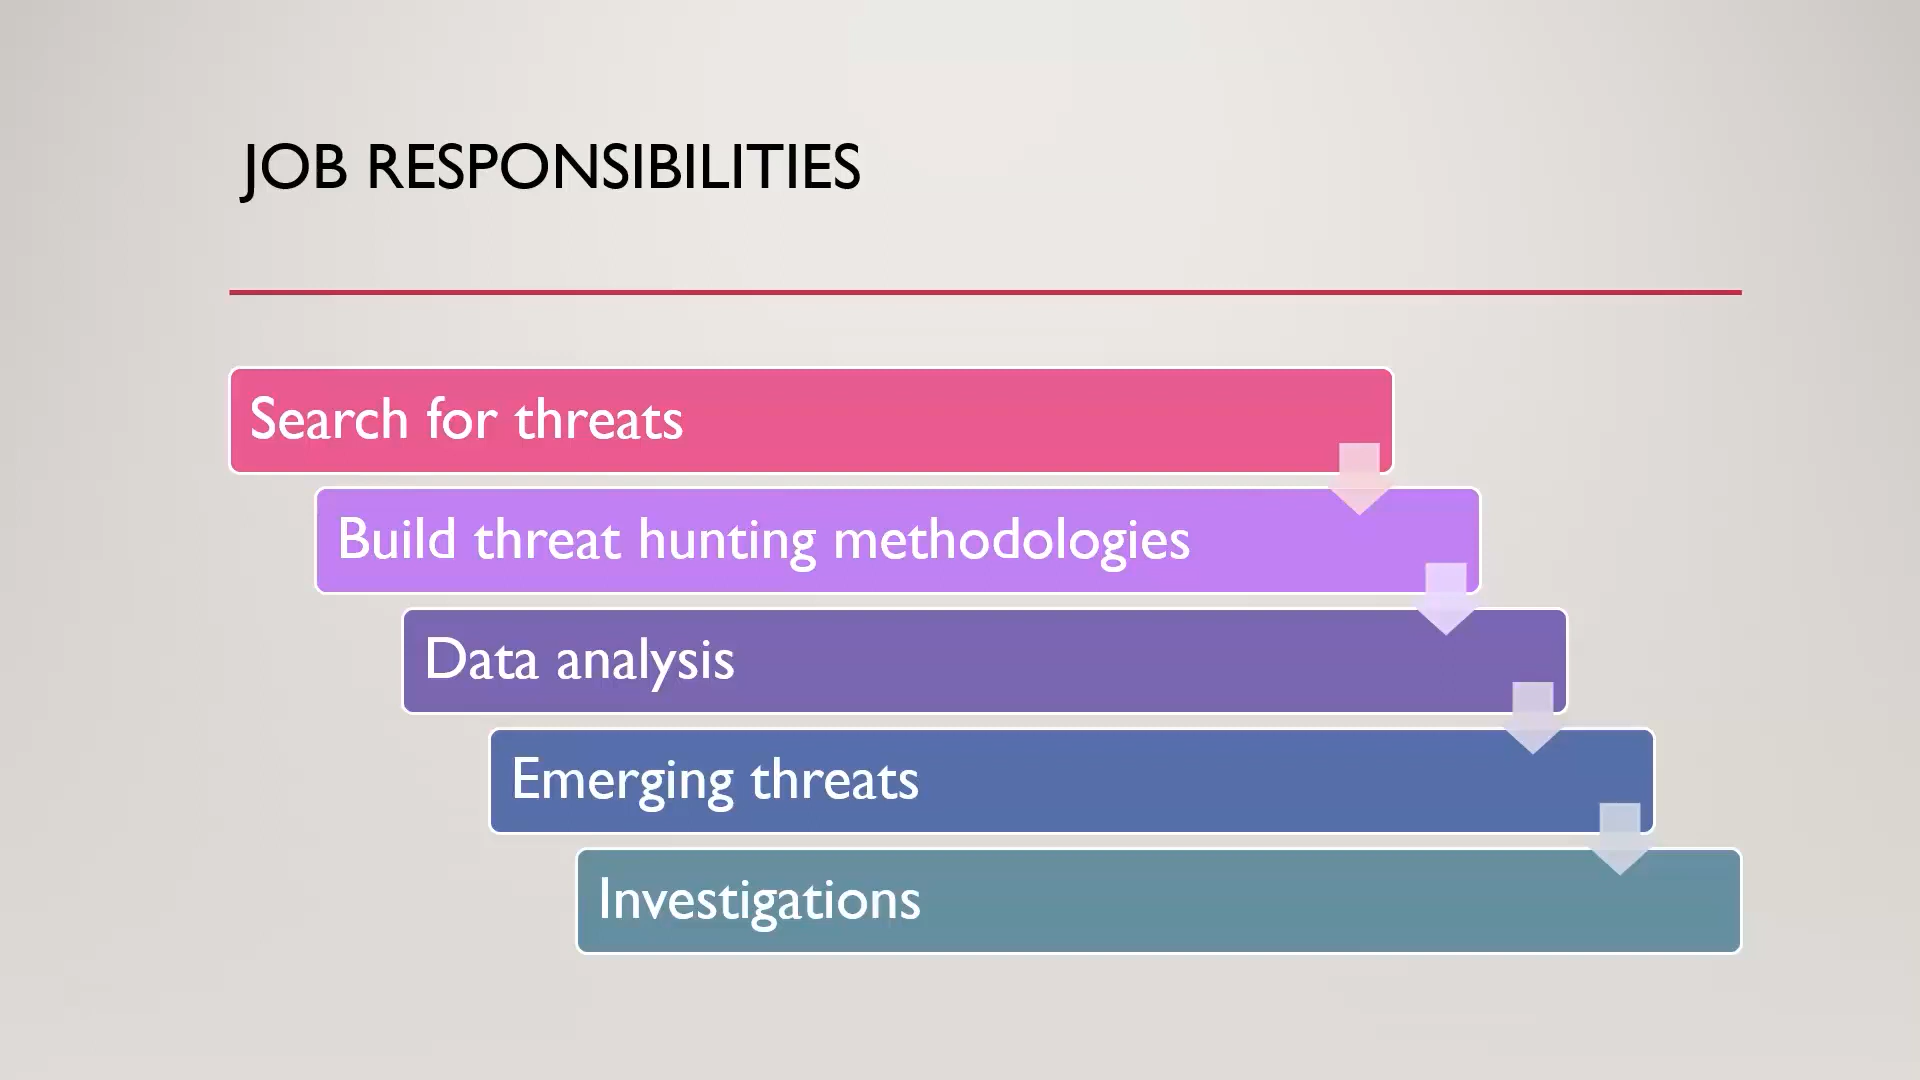 JOB RESPONSIBILITIES
Search for threats
Build threat hunting methodologies
Data analysis
Emerging threats
Investigations